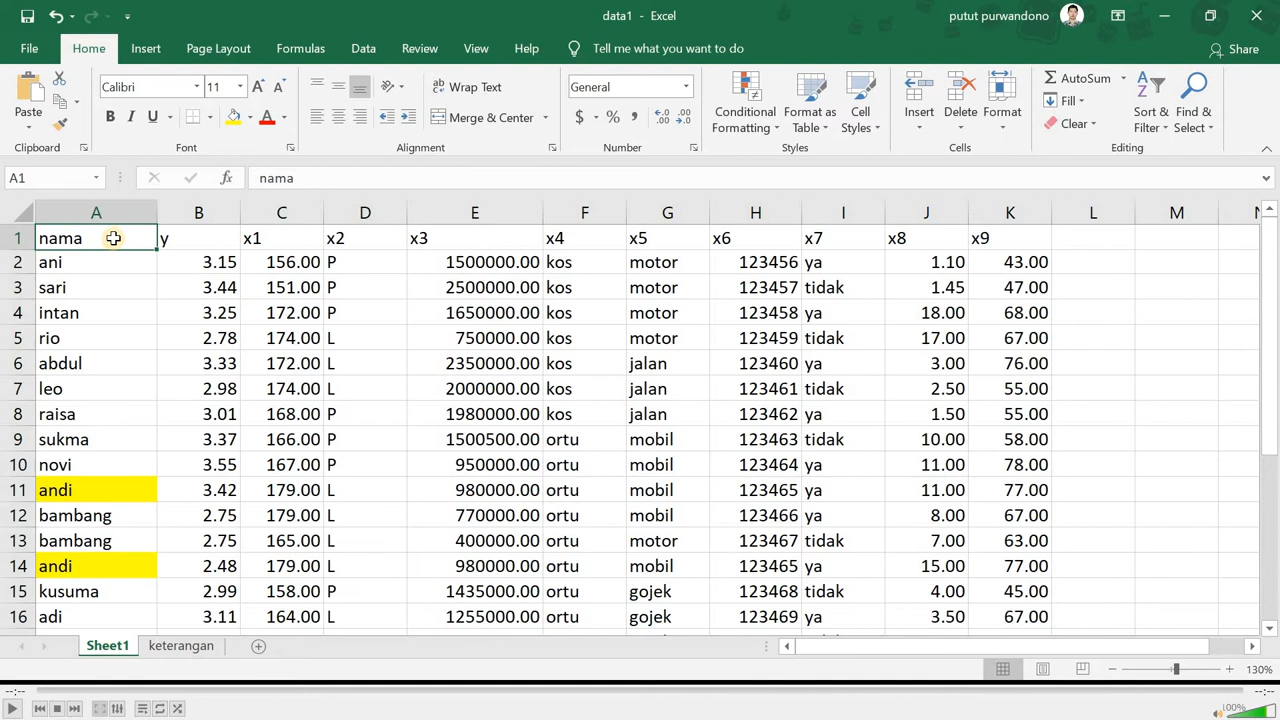 data1 - Excel
putut purwandono
File Home Insert Page Layout Formulas Data Review View Help Tell me what you want to do Share
Calibri 11 Wrap Text General AutoSum
Paste B I U Merge & Center $ % , Conditional Formatting Format as Table Cell Styles Insert Delete Format Fill Clear Sort & Filter Find & Select
Clipboard Font Alignment Number Styles Cells Editing
A1 fx nama
A B C D E F G H I J K L M N
1 nama y x1 x2 x3 x4 x5 x6 x7 x8 x9
2 ani 3.15 156.00 P 1500000.00 kos motor 123456 ya 1.10 43.00
3 sari 3.44 151.00 P 2500000.00 kos motor 123457 tidak 1.45 47.00
4 intan 3.25 172.00 P 1650000.00 kos motor 123458 ya 18.00 68.00
5 rio 2.78 174.00 L 750000.00 kos motor 123459 tidak 17.00 67.00
6 abdul 3.33 172.00 L 2350000.00 kos jalan 123460 ya 3.00 76.00
7 leo 2.98 174.00 L 2000000.00 kos jalan 123461 tidak 2.50 55.00
8 raisa 3.01 168.00 P 1980000.00 kos jalan 123462 ya 1.50 55.00
9 sukma 3.37 166.00 P 1500500.00 ortu mobil 123463 tidak 10.00 58.00
10 novi 3.55 167.00 P 950000.00 ortu mobil 123464 ya 11.00 78.00
11 andi 3.42 179.00 L 980000.00 ortu mobil 123465 ya 11.00 77.00
12 bambang 2.75 179.00 L 770000.00 ortu mobil 123466 ya 8.00 67.00
13 bambang 2.75 165.00 L 400000.00 ortu motor 123467 tidak 7.00 63.00
14 andi 2.48 179.00 L 980000.00 ortu mobil 123465 ya 15.00 77.00
15 kusuma 2.99 158.00 P 1435000.00 ortu gojek 123468 tidak 4.00 45.00
16 adi 3.11 164.00 L 1255000.00 ortu gojek 123469 ya 3.50 67.00
Sheet1 keterangan
130%
--:-- --:--
100%